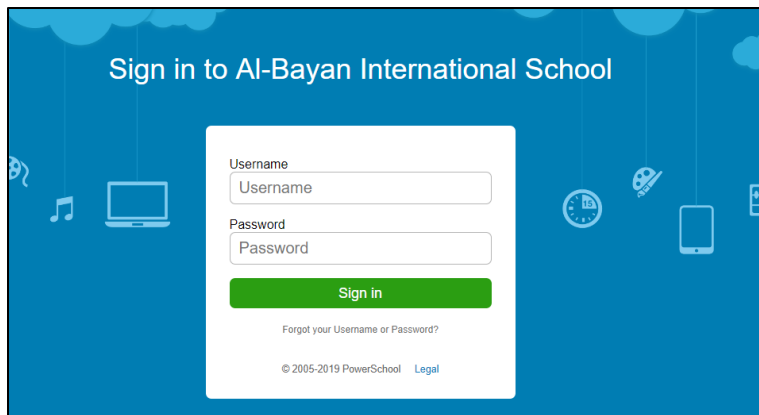 Sign in to Al-Bayan International School
Username
Username
Password
Password
15
Sign in
Forgot your Username or Password?
© 2005-2019 PowerSchool Legal